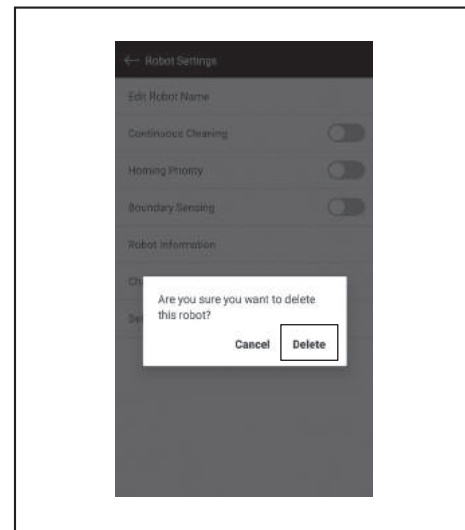 ← Robot Settings
Edit Robot Name
Continuous Cleaning
Homing Priority
Boundary Sensing
Robot Information
Ch
Are you sure you want to delete
this robot?
Cancel Delete